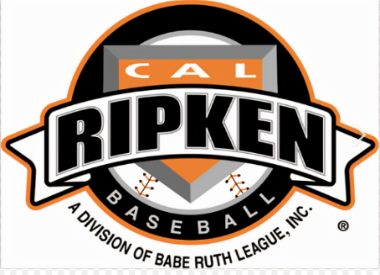 CAL
RIPKEN
BASEBALL
A DIVISION OF BABE RUTH LEAGUE, INC.
®